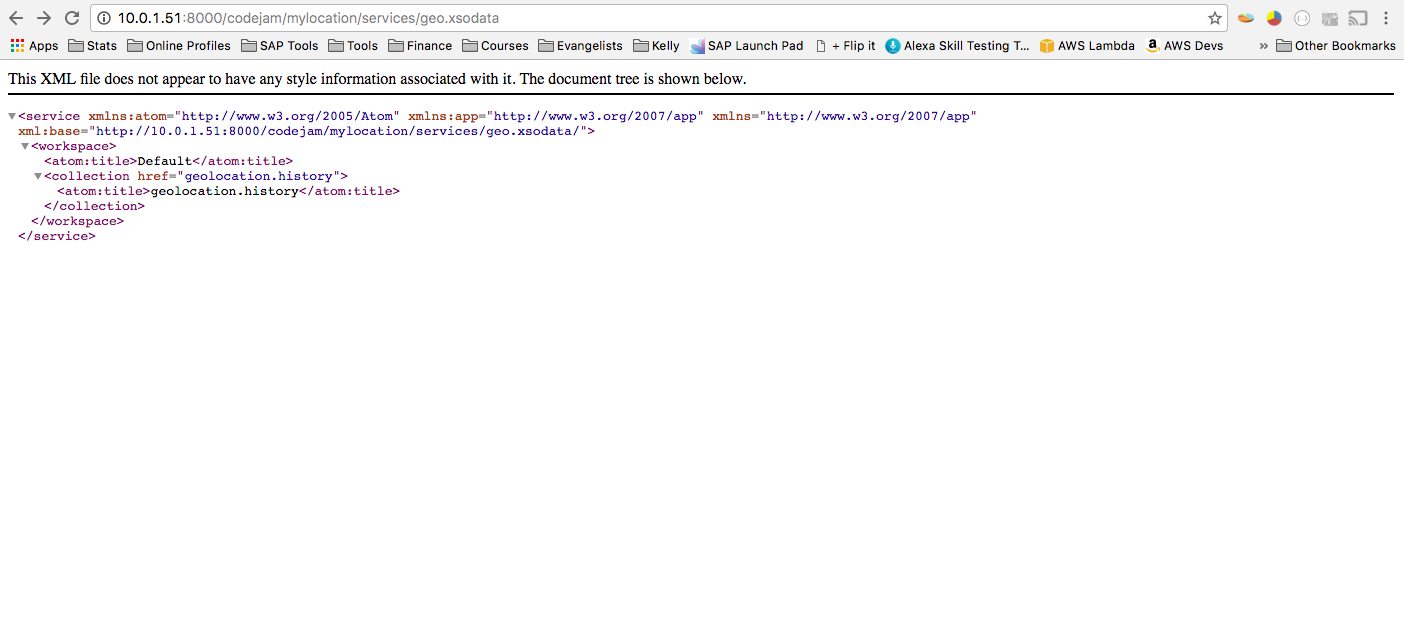 10.0.1.51:8000/codejam/mylocation/services/geo.xsodata
Apps Stats Online Profiles SAP Tools Tools Finance Courses Evangelists Kelly SAP Launch Pad + Flip it Alexa Skill Testing T... AWS Lambda AWS Devs » Other Bookmarks
This XML file does not appear to have any style information associated with it. The document tree is shown below.
<service xmlns:atom="http://www.w3.org/2005/Atom" xmlns:app="http://www.w3.org/2007/app" xmlns="http://www.w3.org/2007/app"
xml:base="http://10.0.1.51:8000/codejam/mylocation/services/geo.xsodata/">
<workspace>
<atom:title>Default</atom:title>
<collection href="geolocation.history">
<atom:title>geolocation.history</atom:title>
</collection>
</workspace>
</service>